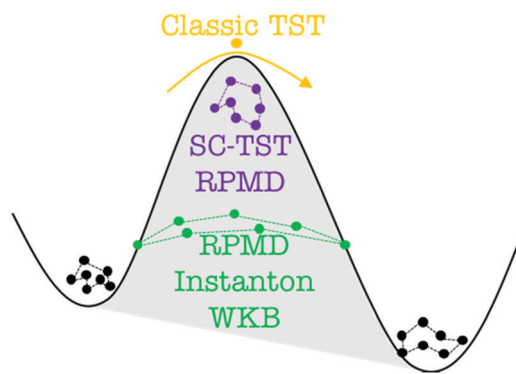 Classic TST
SC-TST
RPMD
RPMD
Instanton
WKB